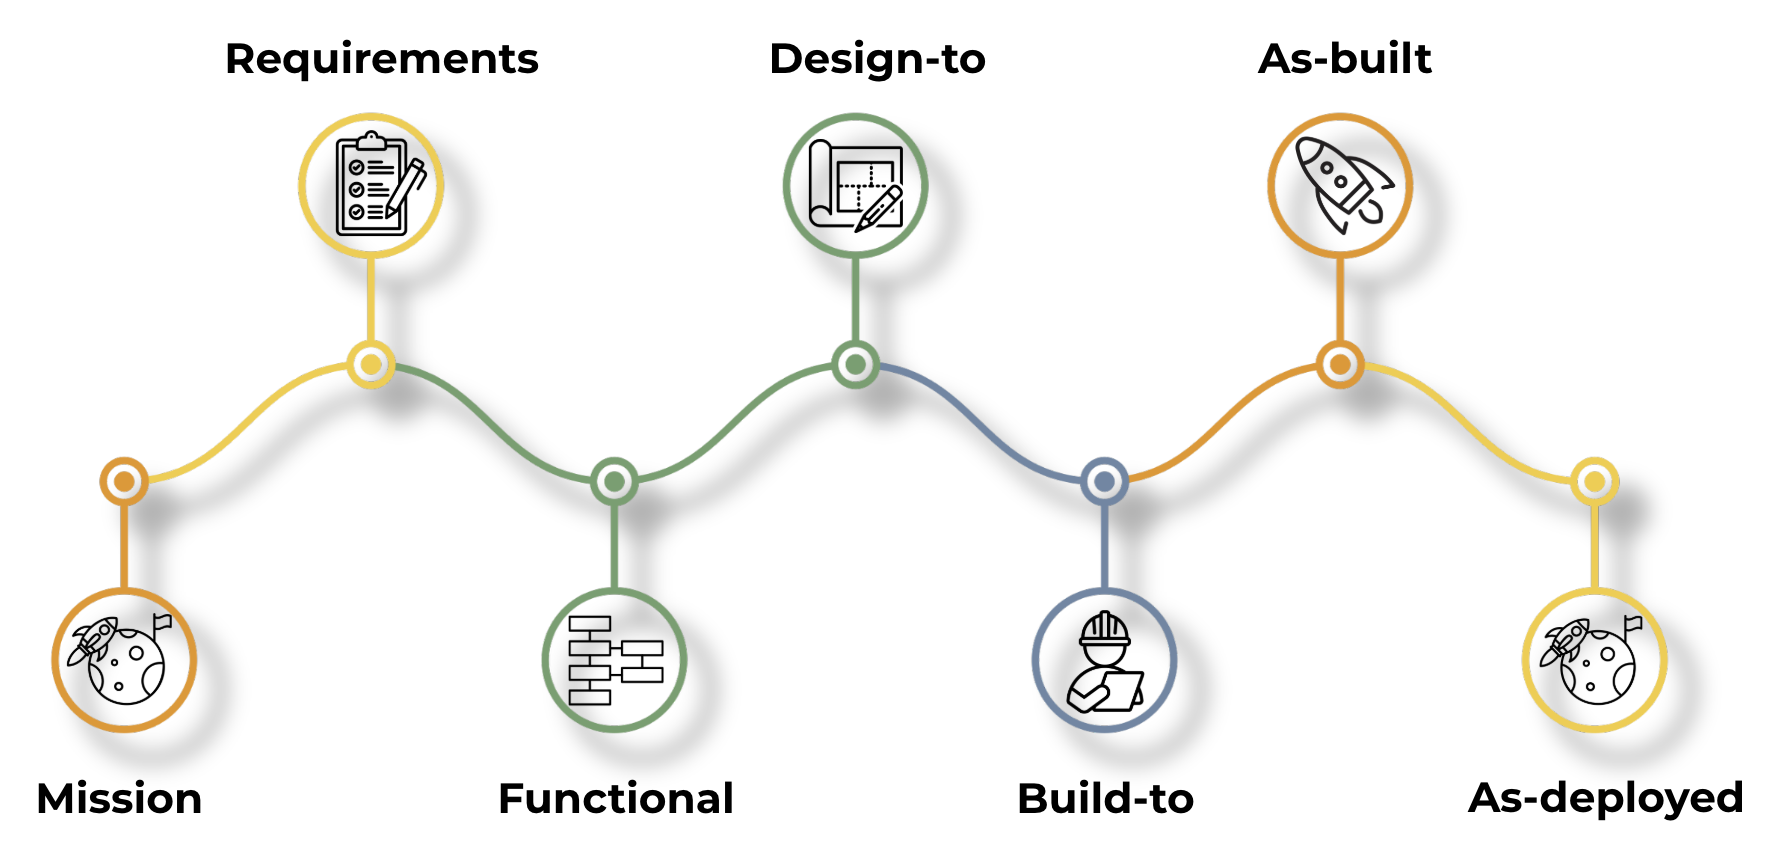 Requirements
Design-to
As-built
Mission
Functional
Build-to
As-deployed